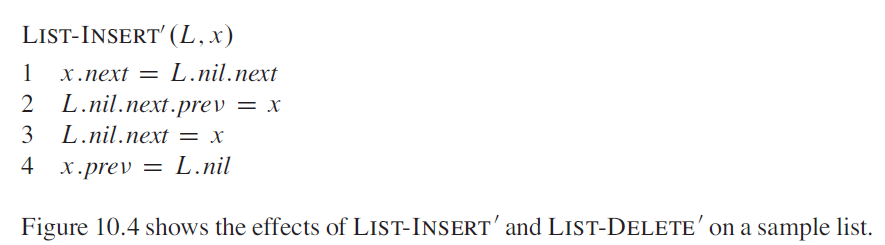 LIST-INSERT′(L, x)
1 x.next = L.nil.next
2 L.nil.next.prev = x
3 L.nil.next = x
4 x.prev = L.nil
Figure 10.4 shows the effects of LIST-INSERT′ and LIST-DELETE′ on a sample list.